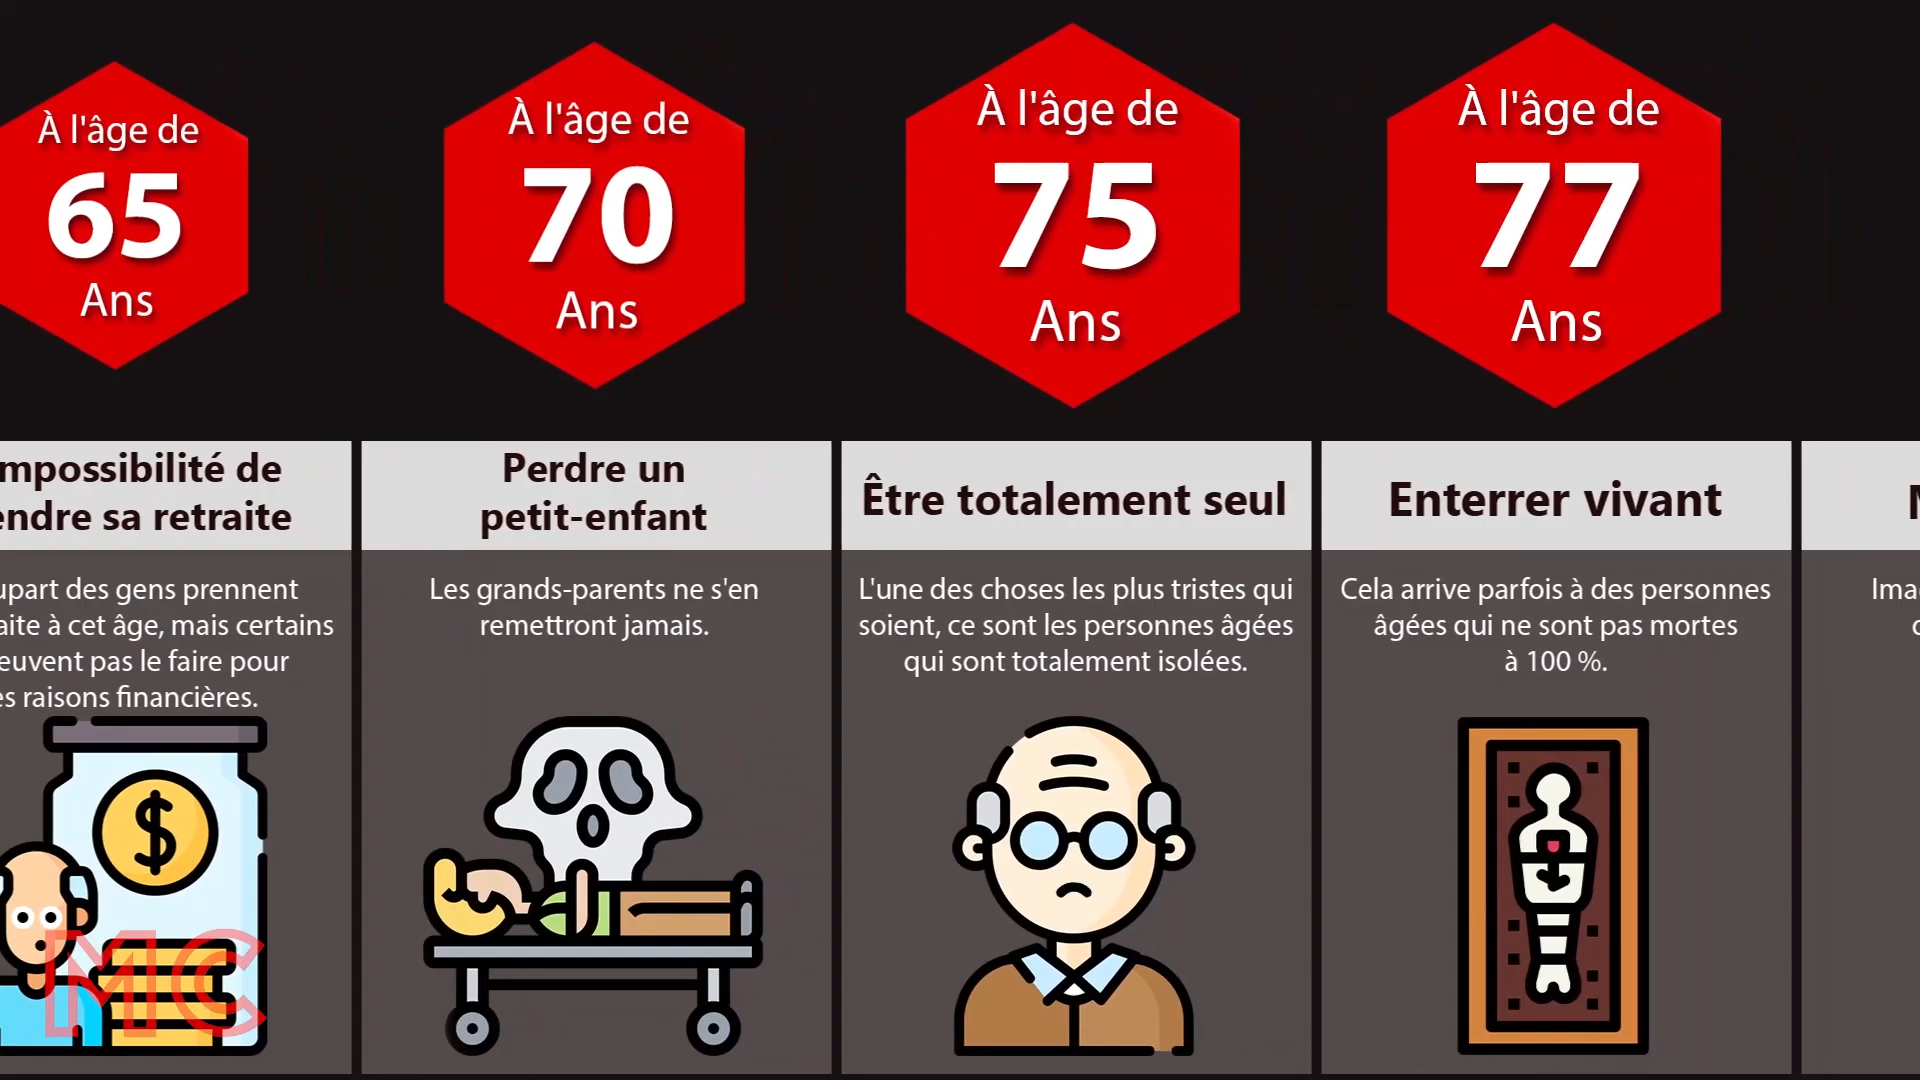 À l'âge de
65
Ans
À l'âge de
70
Ans
À l'âge de
75
Ans
À l'âge de
77
Ans
mpossibilité de
endre sa retraite
upart des gens prennent
aite à cet âge, mais certains
euvent pas le faire pour
es raisons financières.
Perdre un
petit-enfant
Les grands-parents ne s'en
remettront jamais.
Être totalement seul
L'une des choses les plus tristes qui
soient, ce sont les personnes âgées
qui sont totalement isolées.
Enterrer vivant
Cela arrive parfois à des personnes
âgées qui ne sont pas mortes
à 100 %.
Ima
$
MC